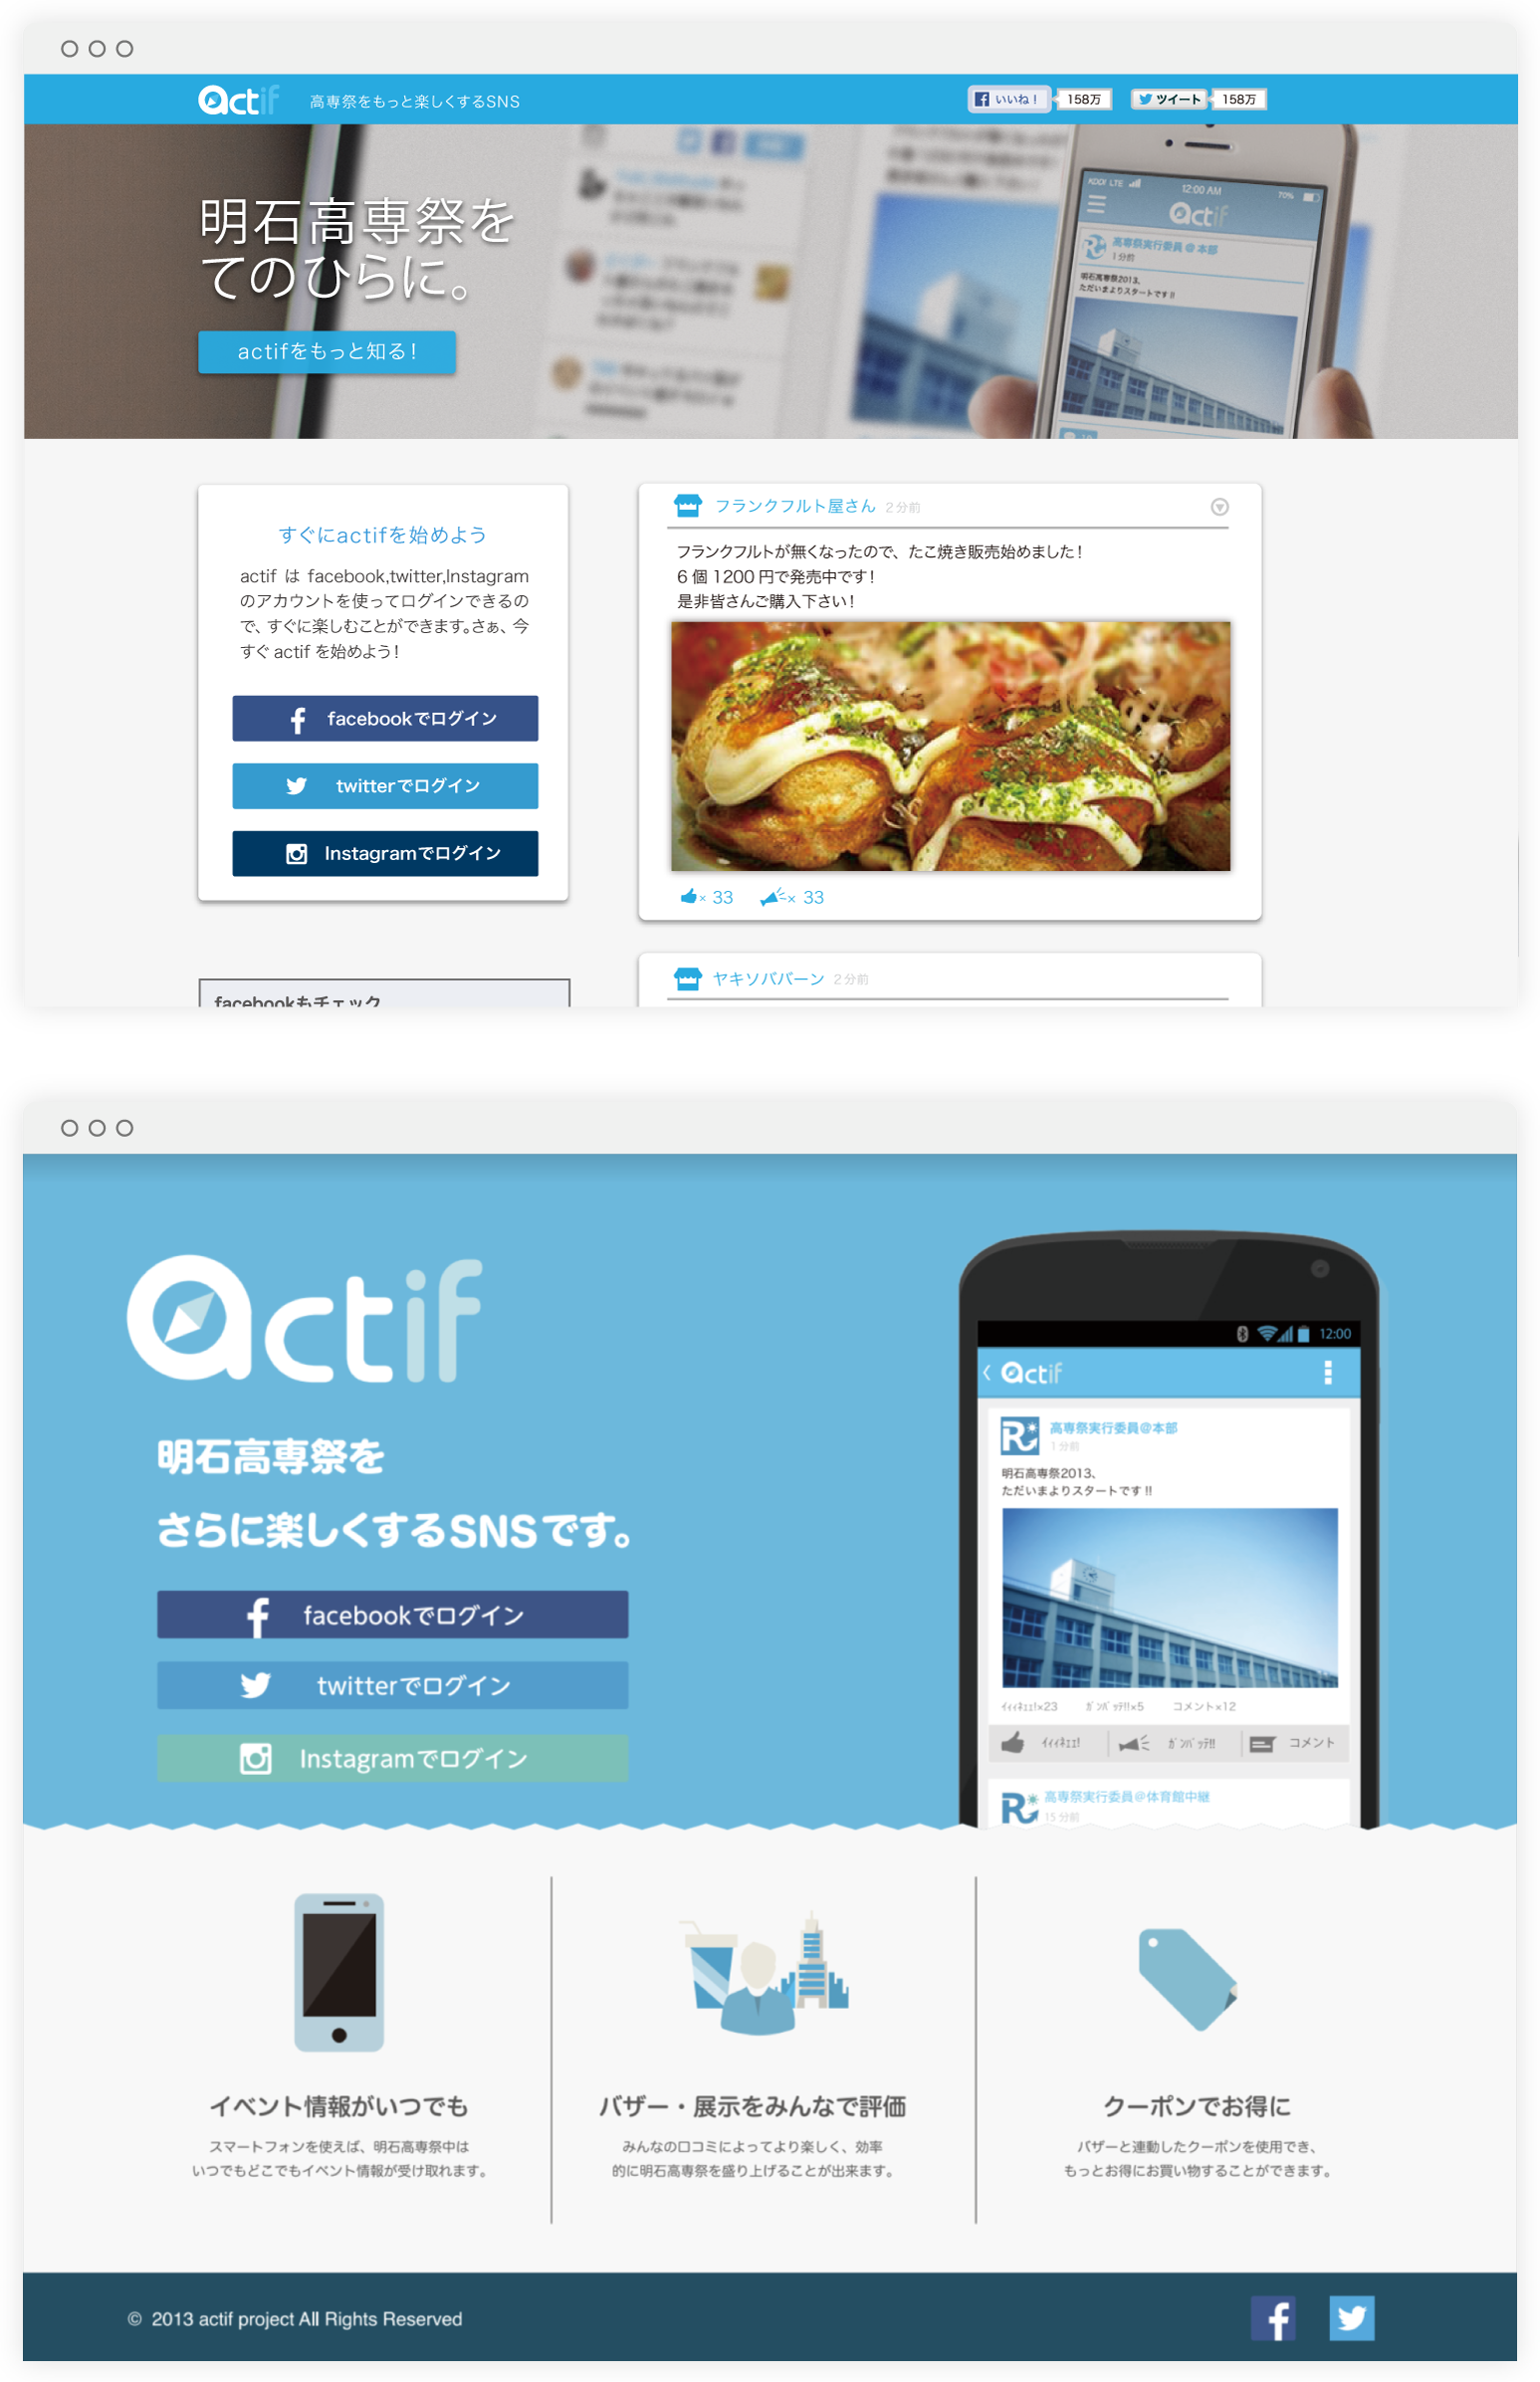 actif
高専祭をもっと楽しくするSNS
いいね！
158万
ツイート
158万
明石高専祭を
てのひらに。
actifをもっと知る！
KDDI LTE
12:00 AM
70%
actif
高専祭実行委員＠本部
1分前
明石高専祭2013、
ただいまよりスタートです!!
すぐにactifを始めよう
actif は facebook,twitter,Instagram
のアカウントを使ってログインできるの
で、すぐに楽しむことができます。さぁ、今
すぐ actif を始めよう！
facebookでログイン
twitterでログイン
Instagramでログイン
facebookもチェック
フランクフルト屋さん 2分前
フランクフルトが無くなったので、たこ焼き販売始めました！
6 個 1200 円で発売中です！
是非皆さんご購入下さい！
× 33
× 33
ヤキソババーン 2分前
actif
明石高専祭を
さらに楽しくするSNSです。
facebookでログイン
twitterでログイン
Instagramでログイン
12:00
actif
高専祭実行委員＠本部
1分前
明石高専祭2013、
ただいまよりスタートです!!
ｲｨｨﾈｪｪ!×23 ｶﾞﾝﾊﾞｯﾃ!!×5 コメント×12
ｲｨｨﾈｪｪ! ｶﾞﾝﾊﾞｯﾃ!! コメント
高専祭実行委員＠体育館中継
15分前
イベント情報がいつでも
スマートフォンを使えば、明石高専祭中は
いつでもどこでもイベント情報が受け取れます。
バザー・展示をみんなで評価
みんなの口コミによってより楽しく、効率
的に明石高専祭を盛り上げることが出来ます。
クーポンでお得に
バザーと連動したクーポンを使用でき、
もっとお得にお買い物することができます。
© 2013 actif project All Rights Reserved